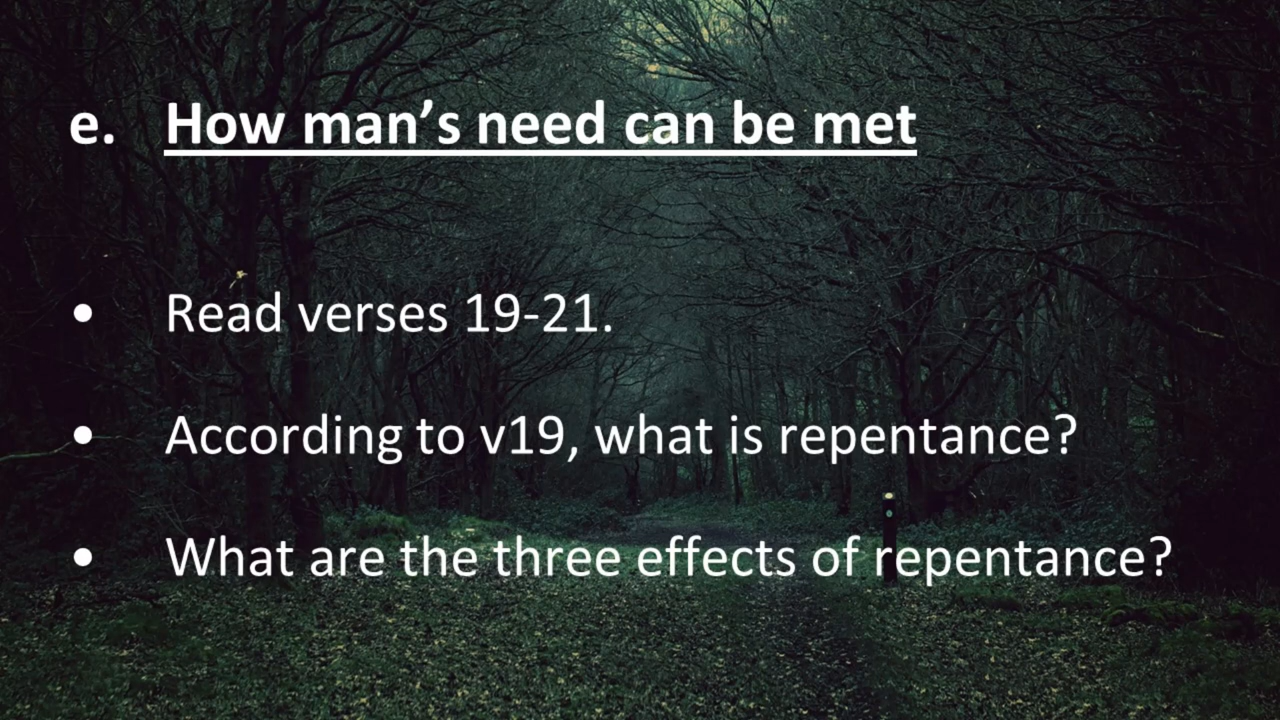 e. How man’s need can be met
• Read verses 19-21.
• According to v19, what is repentance?
• What are the three effects of repentance?